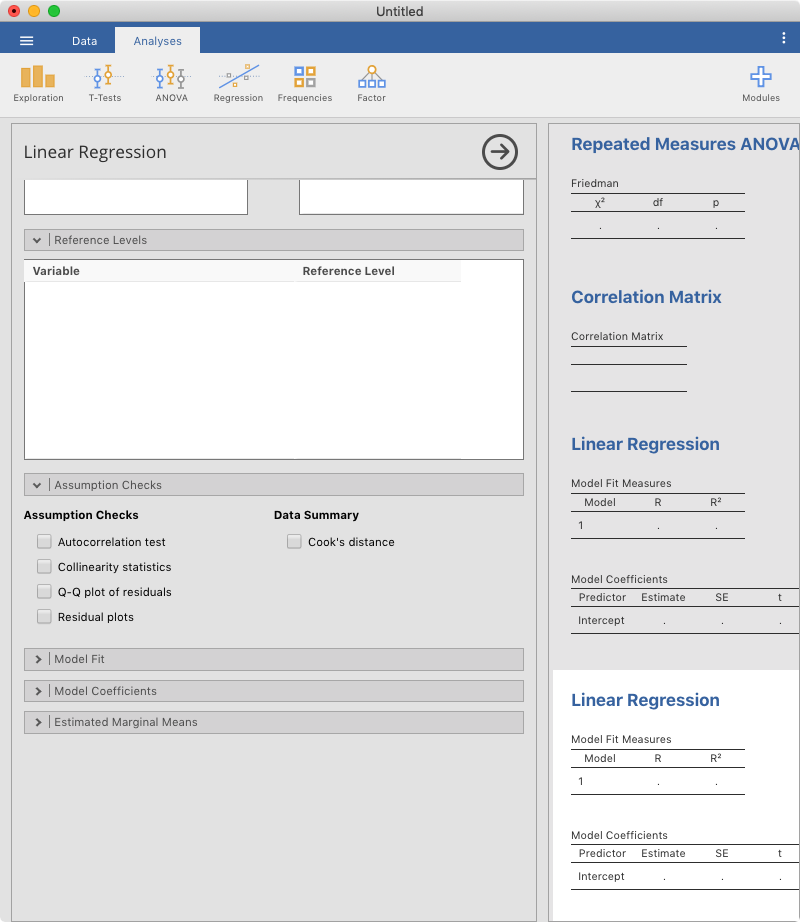 Untitled
Data
Analyses
Exploration
T-Tests
ANOVA
Regression
Frequencies
Factor
Modules
Linear Regression
Reference Levels
Variable Reference Level
Assumption Checks
Assumption Checks
Autocorrelation test
Collinearity statistics
Q-Q plot of residuals
Residual plots
Data Summary
Cook's distance
Model Fit
Model Coefficients
Estimated Marginal Means
Repeated Measures ANOVA
Friedman
χ² df p
. . .
Correlation Matrix
Correlation Matrix
Linear Regression
Model Fit Measures
Model R R²
1 . .
Model Coefficients
Predictor Estimate SE t
Intercept . . .
Linear Regression
Model Fit Measures
Model R R²
1 . .
Model Coefficients
Predictor Estimate SE t
Intercept . . .